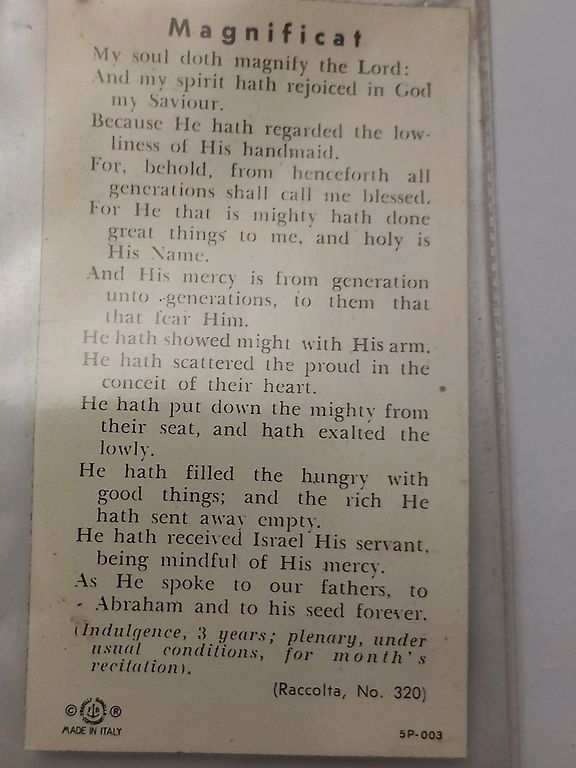 Magnificat
My soul doth magnify the Lord:
And my spirit hath rejoiced in God
my Saviour.
Because He hath regarded the low-
liness of His handmaid.
For, behold, from henceforth all
generations shall call me blessed.
For He that is mighty hath done
great things to me, and holy is
His Name.
And His mercy is from generation
unto generations, to them that
that fear Him.
He hath showed might with His arm.
He hath scattered the proud in the
conceit of their heart.
He hath put down the mighty from
their seat, and hath exalted the
lowly.
He hath filled the hungry with
good things; and the rich He
hath sent away empty.
He hath received Israel His servant,
being mindful of His mercy.
As He spoke to our fathers, to
Abraham and to his seed forever.
(Indulgence, 3 years; plenary, under
usual conditions, for month's
recitation).
(Raccolta, No. 320)
© ®
MADE IN ITALY
5P-003